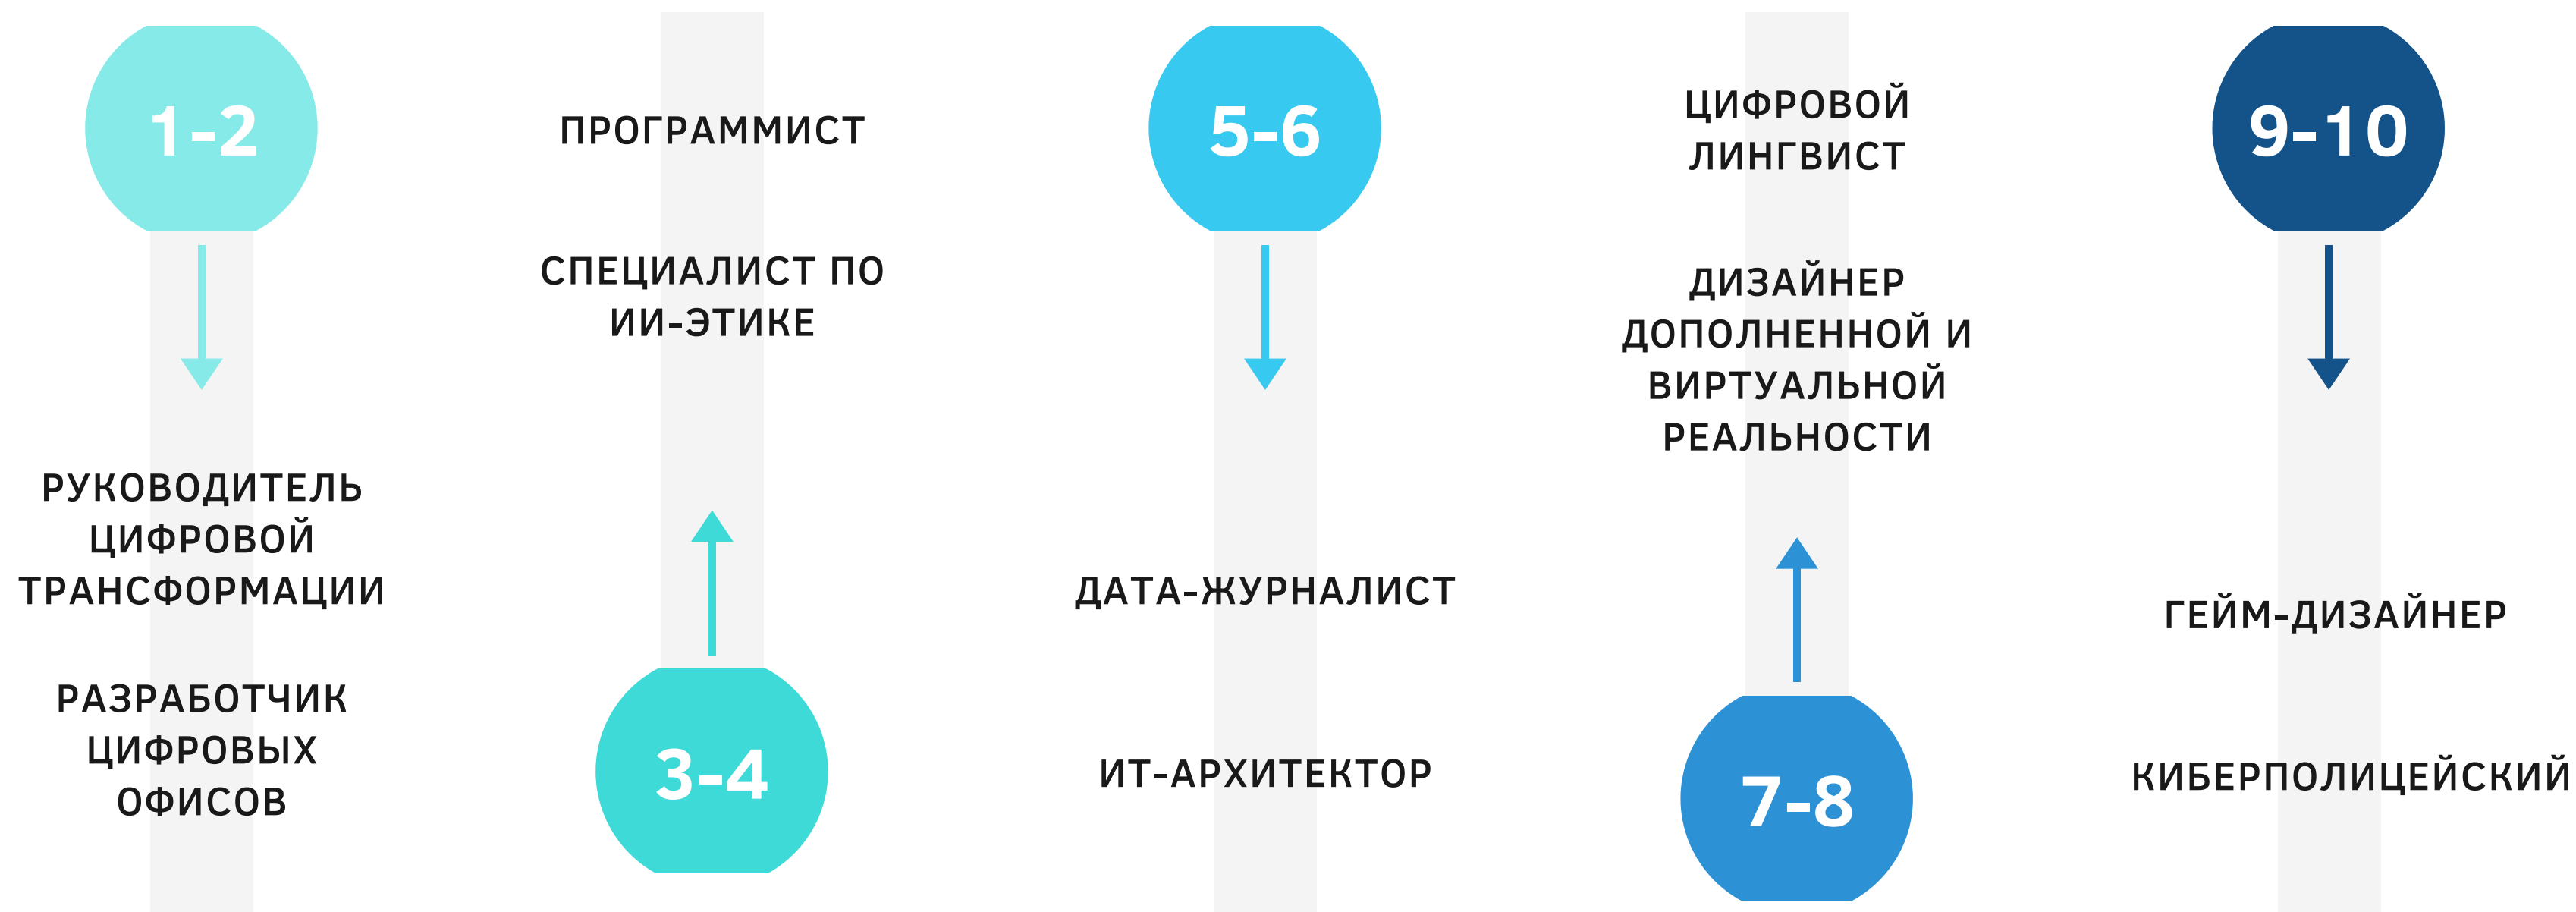 1-2
РУКОВОДИТЕЛЬ
ЦИФРОВОЙ
ТРАНСФОРМАЦИИ
РАЗРАБОТЧИК
ЦИФРОВЫХ
ОФИСОВ
ПРОГРАММИСТ
СПЕЦИАЛИСТ ПО
ИИ-ЭТИКЕ
3-4
5-6
ДАТА-ЖУРНАЛИСТ
ИТ-АРХИТЕКТОР
ЦИФРОВОЙ
ЛИНГВИСТ
ДИЗАЙНЕР
ДОПОЛНЕННОЙ И
ВИРТУАЛЬНОЙ
РЕАЛЬНОСТИ
7-8
9-10
ГЕЙМ-ДИЗАЙНЕР
КИБЕРПОЛИЦЕЙСКИЙ